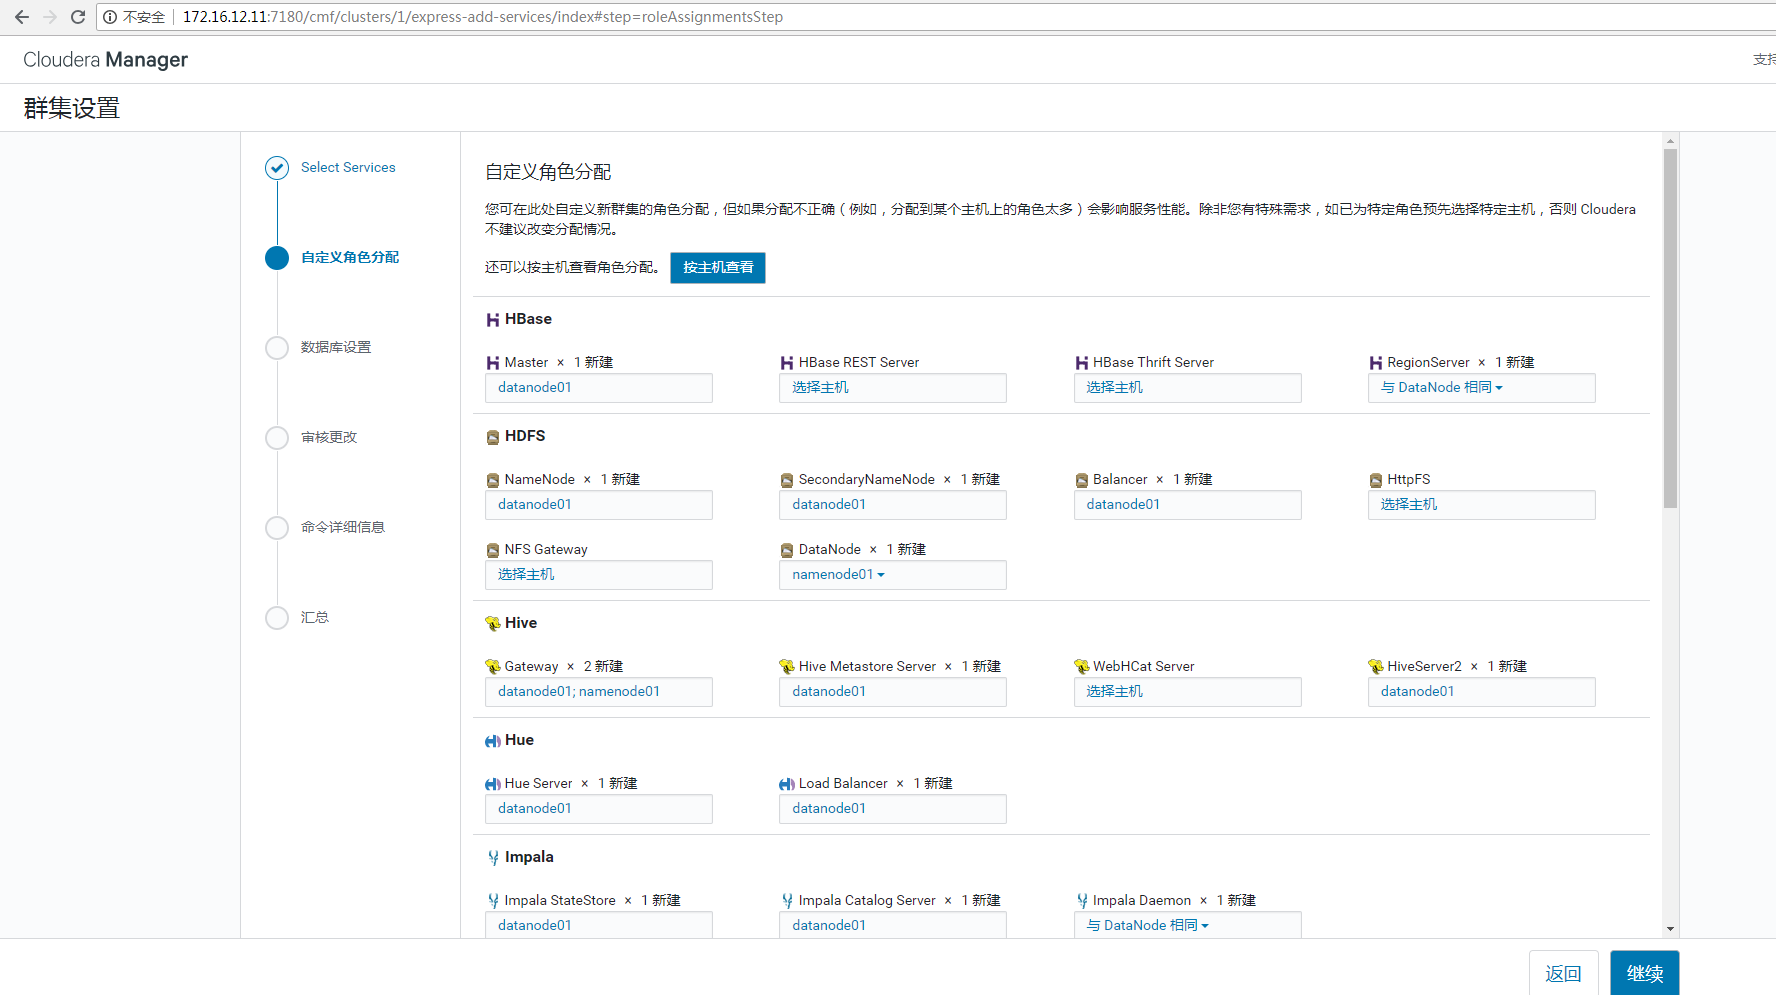 不安全 172.16.12.11:7180/cmf/clusters/1/express-add-services/index#step=roleAssignmentsStep
Cloudera Manager
支持
群集设置
Select Services
自定义角色分配
数据库设置
审核更改
命令详细信息
汇总
自定义角色分配
您可在此处自定义新群集的角色分配，但如果分配不正确（例如，分配到某个主机上的角色太多）会影响服务性能。除非您有特殊需求，如已为特定角色预先选择特定主机，否则 Cloudera
不建议改变分配情况。
还可以按主机查看角色分配。 按主机查看
HBase
Master × 1 新建 HBase REST Server HBase Thrift Server RegionServer × 1 新建
datanode01 选择主机 选择主机 与 DataNode 相同
HDFS
NameNode × 1 新建 SecondaryNameNode × 1 新建 Balancer × 1 新建 HttpFS
datanode01 datanode01 datanode01 选择主机
NFS Gateway DataNode × 1 新建
选择主机 namenode01
Hive
Gateway × 2 新建 Hive Metastore Server × 1 新建 WebHCat Server HiveServer2 × 1 新建
datanode01; namenode01 datanode01 选择主机 datanode01
Hue
Hue Server × 1 新建 Load Balancer × 1 新建
datanode01 datanode01
Impala
Impala StateStore × 1 新建 Impala Catalog Server × 1 新建 Impala Daemon × 1 新建
datanode01 datanode01 与 DataNode 相同
返回 继续